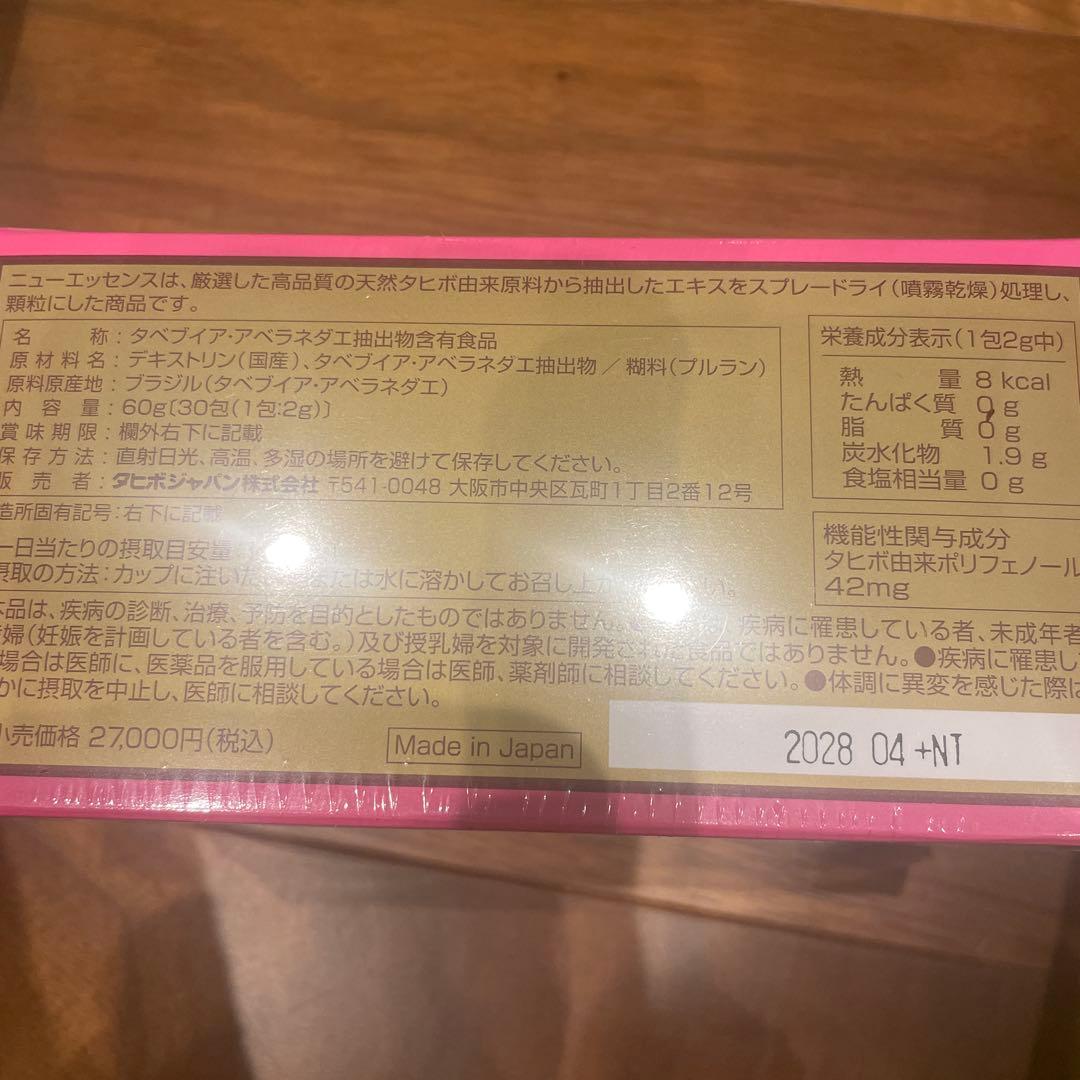 ニューエッセンスは、厳選した高品質の天然タヒボ由来原料から抽出したエキスをスプレードライ(噴霧乾燥)処理し、
顆粒にした商品です。
名称:タベブイア・アベラネダエ抽出物含有食品
原材料名:デキストリン(国産)、タベブイア・アベラネダエ抽出物/糊料(プルラン)
原料原産地:ブラジル(タベブイア・アベラネダエ)
内容量:60g〔30包(1包:2g)〕
賞味期限:欄外右下に記載
保存方法:直射日光、高温、多湿の場所を避けて保存してください。
販売者:タヒボジャパン株式会社 〒541-0048 大阪市中央区瓦町1丁目2番12号
造所固有記号:右下に記載
一日当たりの摂取目安量:
摂取の方法:カップに注いだ または水に溶かしてお召し上が い。
本品は、疾病の診断、治療、予防を目的としたものではありません。 疾病に罹患している者、未成年者
婦(妊娠を計画している者を含む。)及び授乳婦を対象に開発された食品ではありません。●疾病に罹患し
場合は医師に、医薬品を服用している場合は医師、薬剤師に相談してください。●体調に異変を感じた際は
かに摂取を中止し、医師に相談してください。
小売価格 27,000円(税込)
Made in Japan
2028 04 +NT
栄養成分表示(1包2g中)
熱量 8 kcal
たんぱく質 0 g
脂質 0 g
炭水化物 1.9 g
食塩相当量 0 g
機能性関与成分
タヒボ由来ポリフェノール
42mg